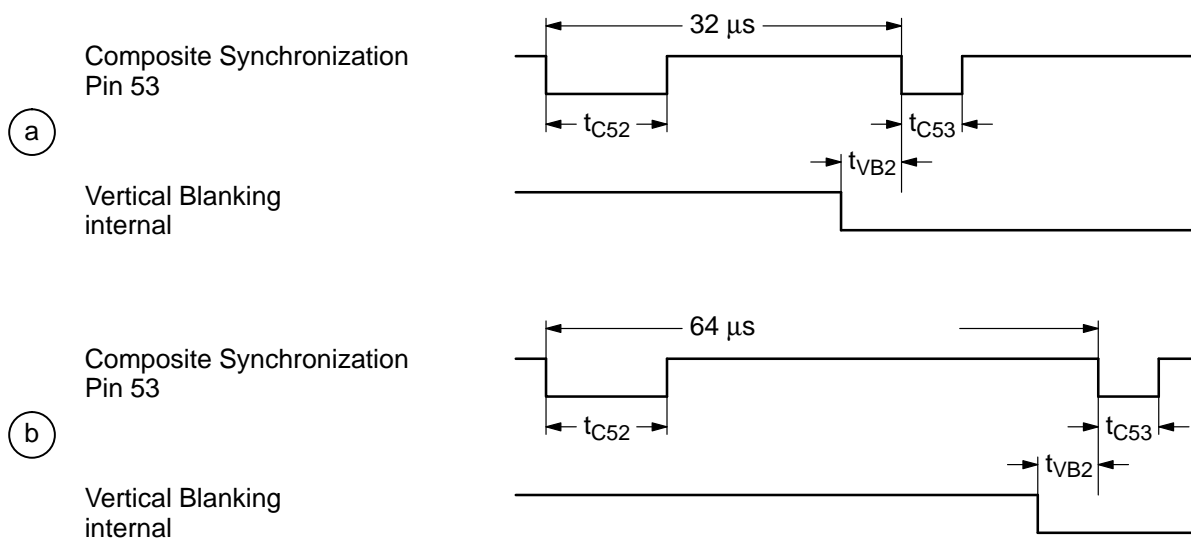 32 μs
Composite Synchronization
Pin 53
tC52
tC53
a
tVB2
Vertical Blanking
internal
64 μs
Composite Synchronization
Pin 53
tC52
tC53
b
tVB2
Vertical Blanking
internal